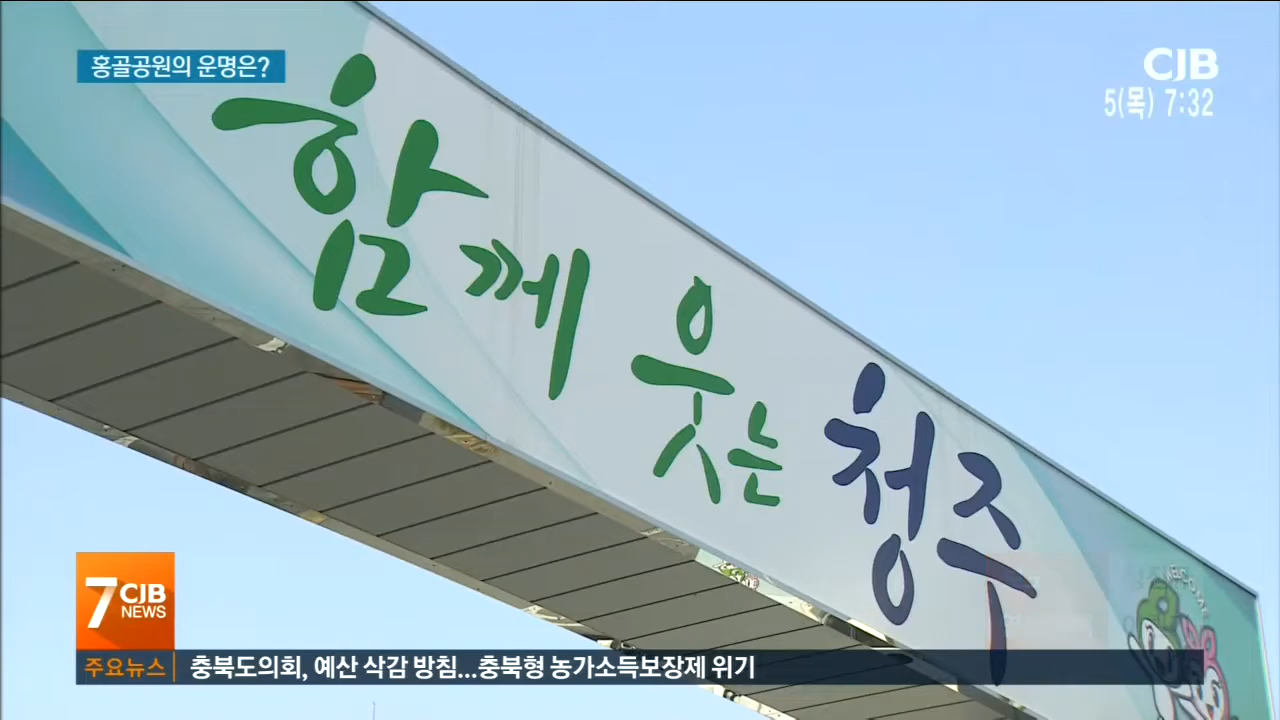 홍골공원의 운명은?
CJB
5(목) 7:32
함께 웃는 청주
WELCOME
7 CJB
NEWS
주요뉴스 충북도의회, 예산 삭감 방침...충북형 농가소득보장제 위기